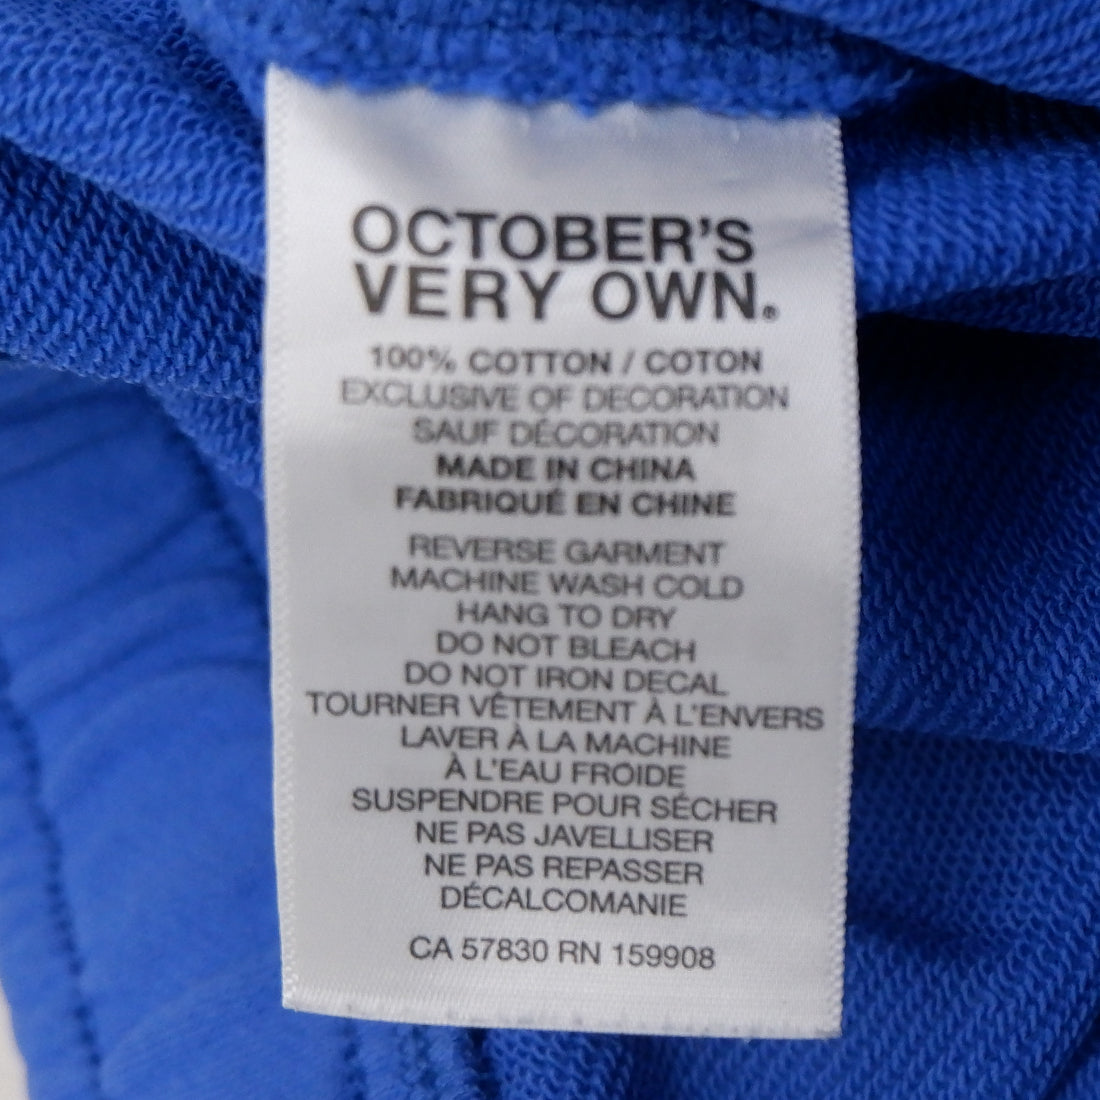 OCTOBER'S
VERY OWN.®
100% COTTON / COTON
EXCLUSIVE OF DECORATION
SAUF DÉCORATION
MADE IN CHINA
FABRIQUÉ EN CHINE
REVERSE GARMENT
MACHINE WASH COLD
HANG TO DRY
DO NOT BLEACH
DO NOT IRON DECAL
TOURNER VÊTEMENT À L'ENVERS
LAVER À LA MACHINE
À L'EAU FROIDE
SUSPENDRE POUR SÉCHER
NE PAS JAVELLISER
NE PAS REPASSER
DÉCALCOMANIE
CA 57830 RN 159908